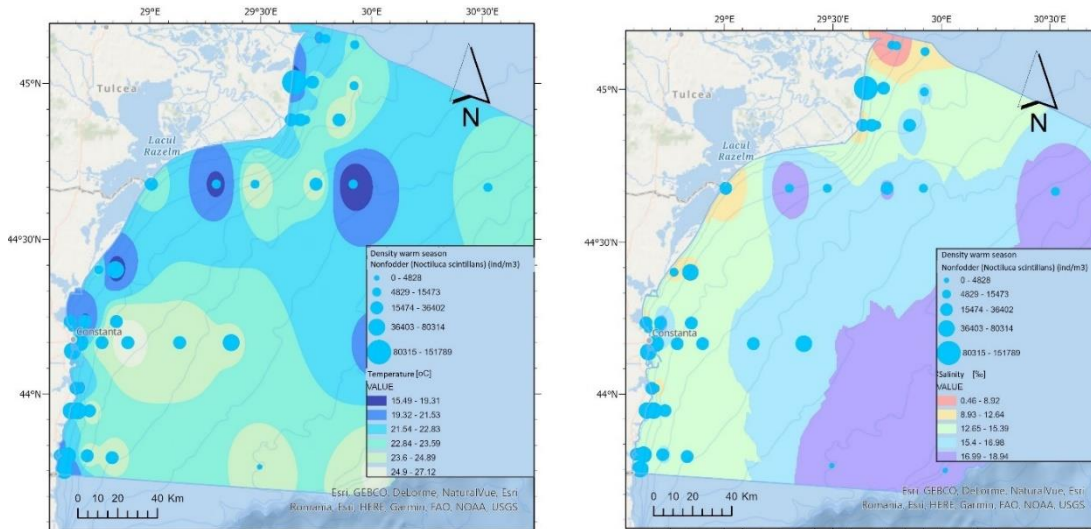 29°E
29°30'E
30°E
30°30'E
45°N
44°30'N
44°N
Tulcea
Lacul
Razelm
Constanta
N
Density warm season
Nonfodder (Noctiluca scintillans) (ind/m3)
0 - 4828
4829 - 15473
15474 - 36402
36403 - 80314
80315 - 151789
Temperature [oC]
VALUE
15.49 - 19.31
19.32 - 21.53
21.54 - 22.83
22.84 - 23.59
23.6 - 24.89
24.9 - 27.12
0 10 20 40 Km
Esri, GEBCO, DeLorme, NaturalVue, Esri
Romania, Esri, HERE, Garmin, FAO, NOAA, USGS
29°E
29°30'E
30°E
30°30'E
45°N
44°30'N
44°N
Tulcea
Lacul
Razelm
Constanta
N
Density warm season
Nonfodder (Noctiluca scintillans) (ind/m3)
0 - 4828
4829 - 15473
15474 - 36402
36403 - 80314
80315 - 151789
Salinity [‰]
VALUE
0.46 - 8.92
8.93 - 12.64
12.65 - 15.39
15.4 - 16.98
16.99 - 18.94
0 10 20 40 Km
Esri, GEBCO, DeLorme, NaturalVue, Esri
Romania, Esri, HERE, Garmin, FAO, NOAA, USGS